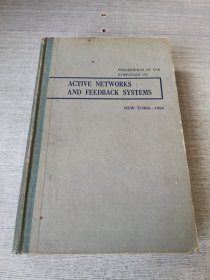 PROCEEDINGS OF THE
SYMPOSIUM ON
ACTIVE NETWORKS
AND FEEDBACK SYSTEMS
NEW YORK—1960